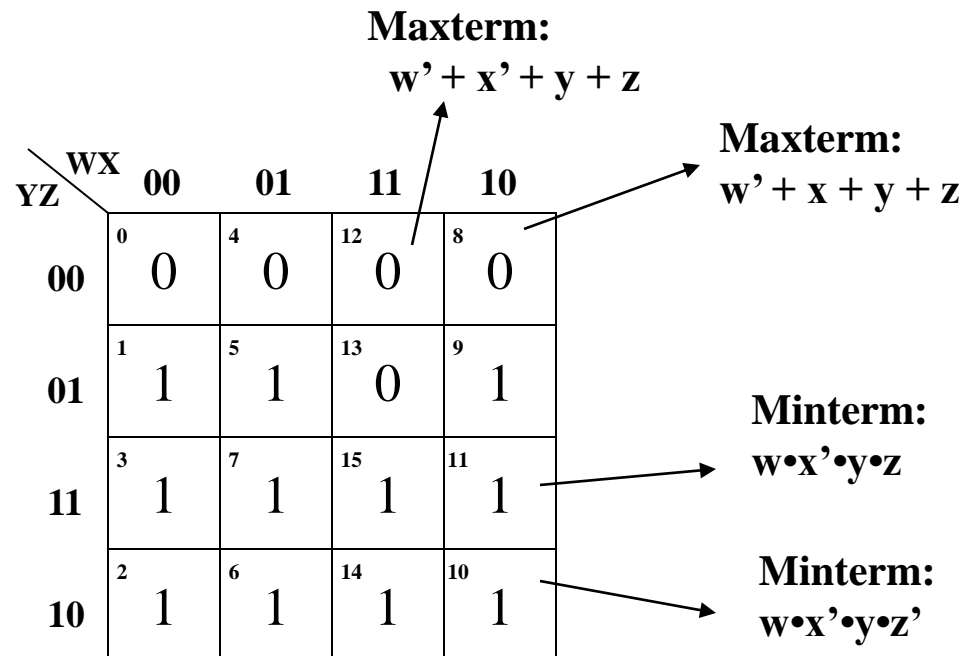 Maxterm:
w’ + x’ + y + z
Maxterm:
w’ + x + y + z
WX
YZ
00 01 11 10
00
0 4 12 8
0 0 0 0
01
1 5 13 9
1 1 0 1
11
3 7 15 11
1 1 1 1
10
2 6 14 10
1 1 1 1
Minterm:
w•x’•y•z
Minterm:
w•x’•y•z’